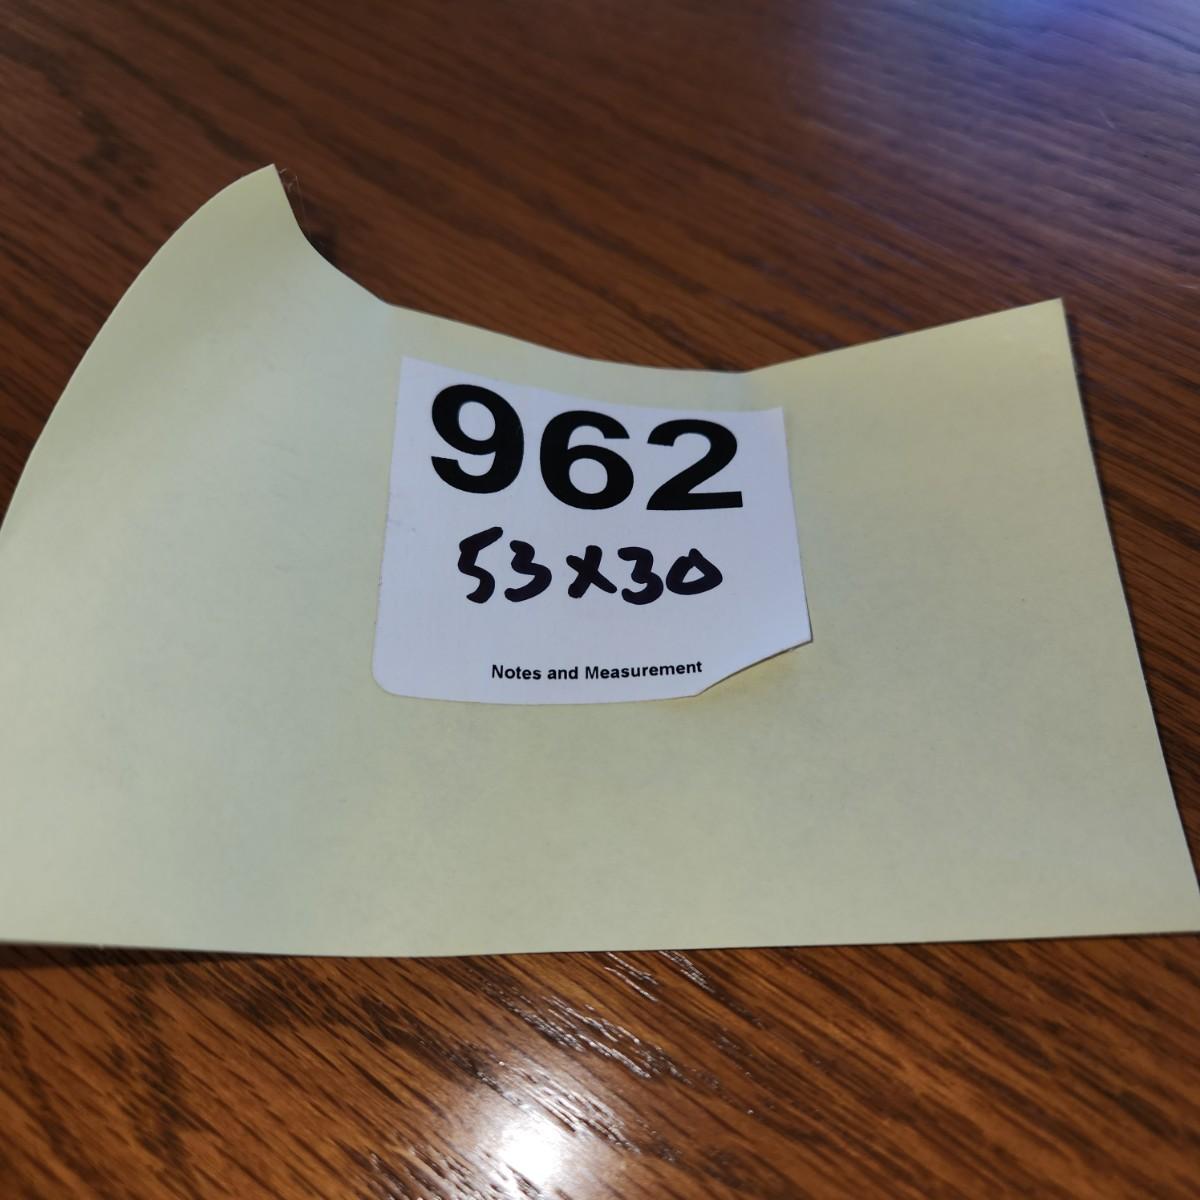 962
53x30
Notes and Measurement